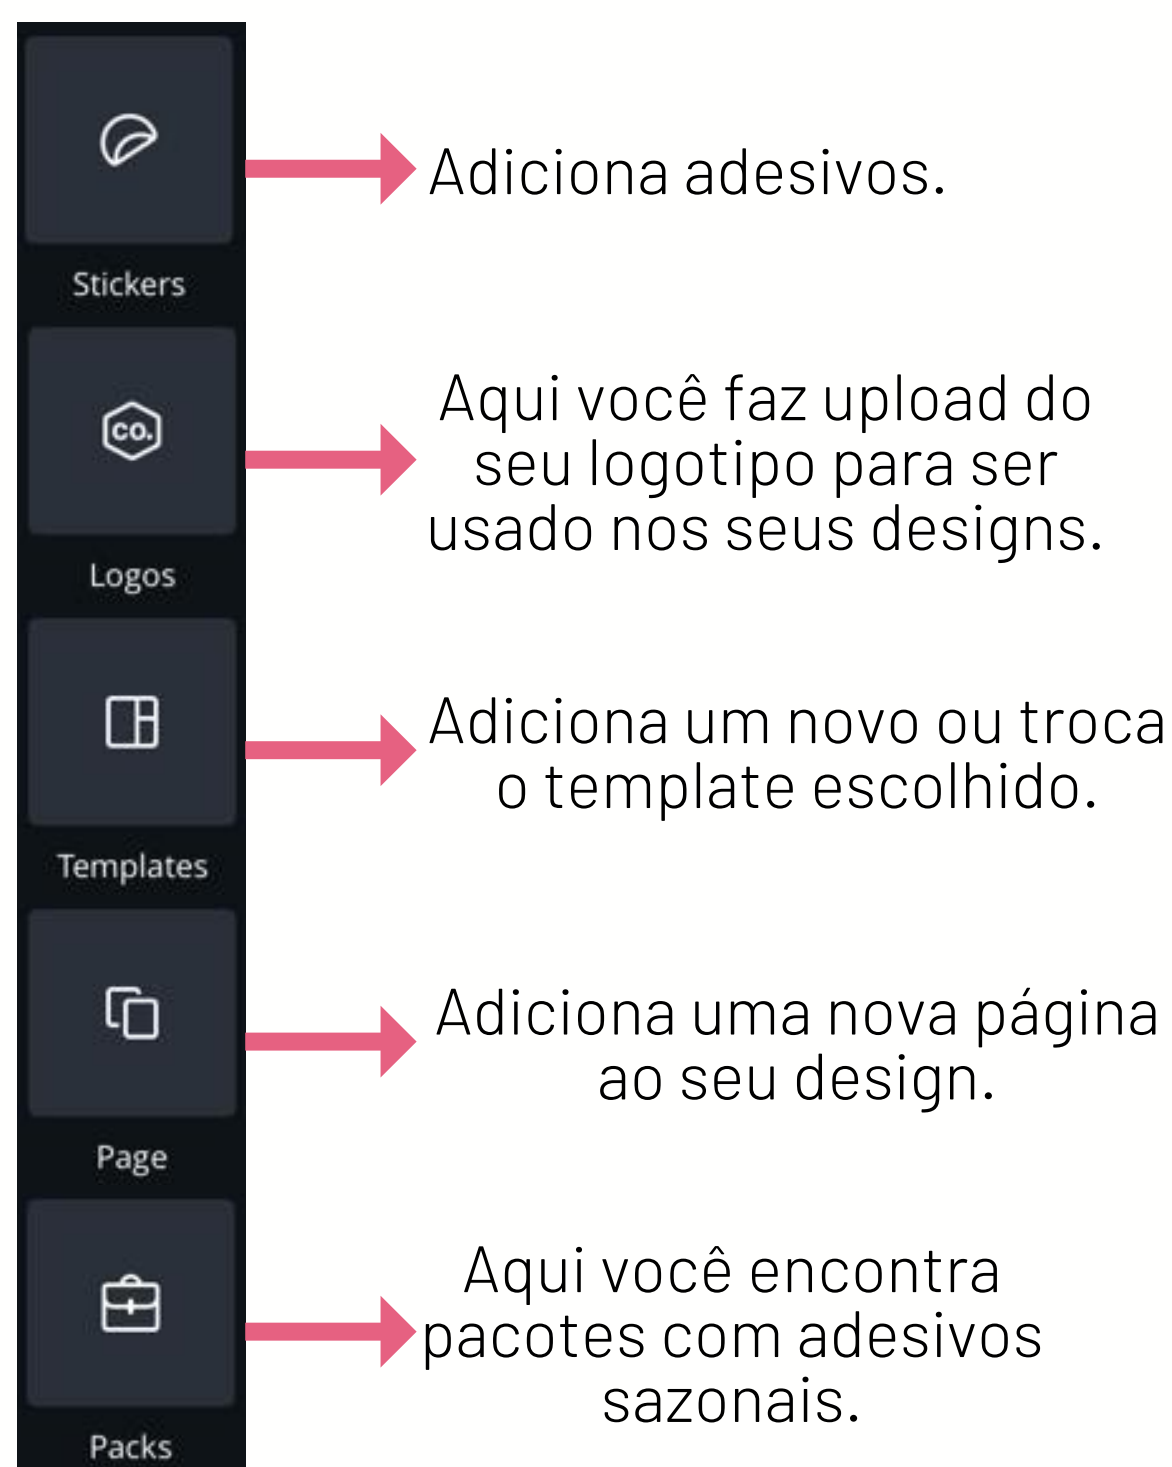 Adiciona adesivos.
Stickers
Aqui você faz upload do
seu logotipo para ser
usado nos seus designs.
CO.
Logos
Adiciona um novo ou troca
o template escolhido.
Templates
Adiciona uma nova página
ao seu design.
Page
Aqui você encontra
pacotes com adesivos
sazonais.
Packs